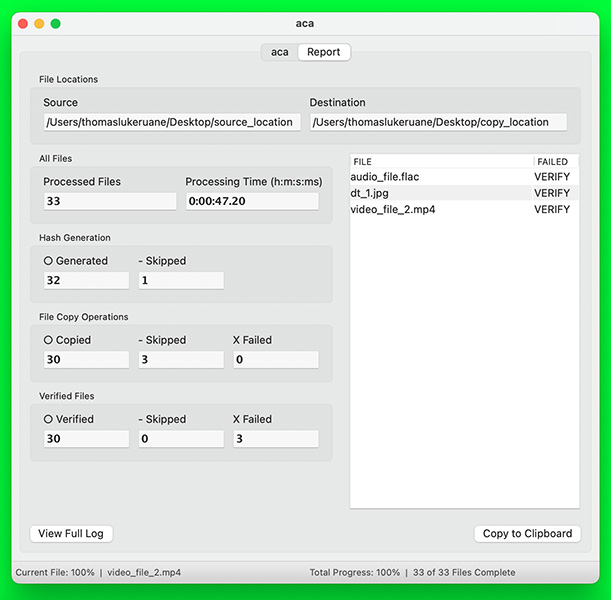 aca
aca Report
File Locations
Source Destination
/Users/thomaslukeruane/Desktop/source_location /Users/thomaslukeruane/Desktop/copy_location
All Files
Processed Files Processing Time (h:m:s:ms)
33 0:00:47.20
Hash Generation
O Generated - Skipped
32 1
File Copy Operations
O Copied - Skipped X Failed
30 3 0
Verified Files
O Verified - Skipped X Failed
30 0 3
FILE FAILED
audio_file.flac VERIFY
dt_1.jpg VERIFY
video_file_2.mp4 VERIFY
View Full Log Copy to Clipboard
Current File: 100% | video_file_2.mp4 Total Progress: 100% | 33 of 33 Files Complete